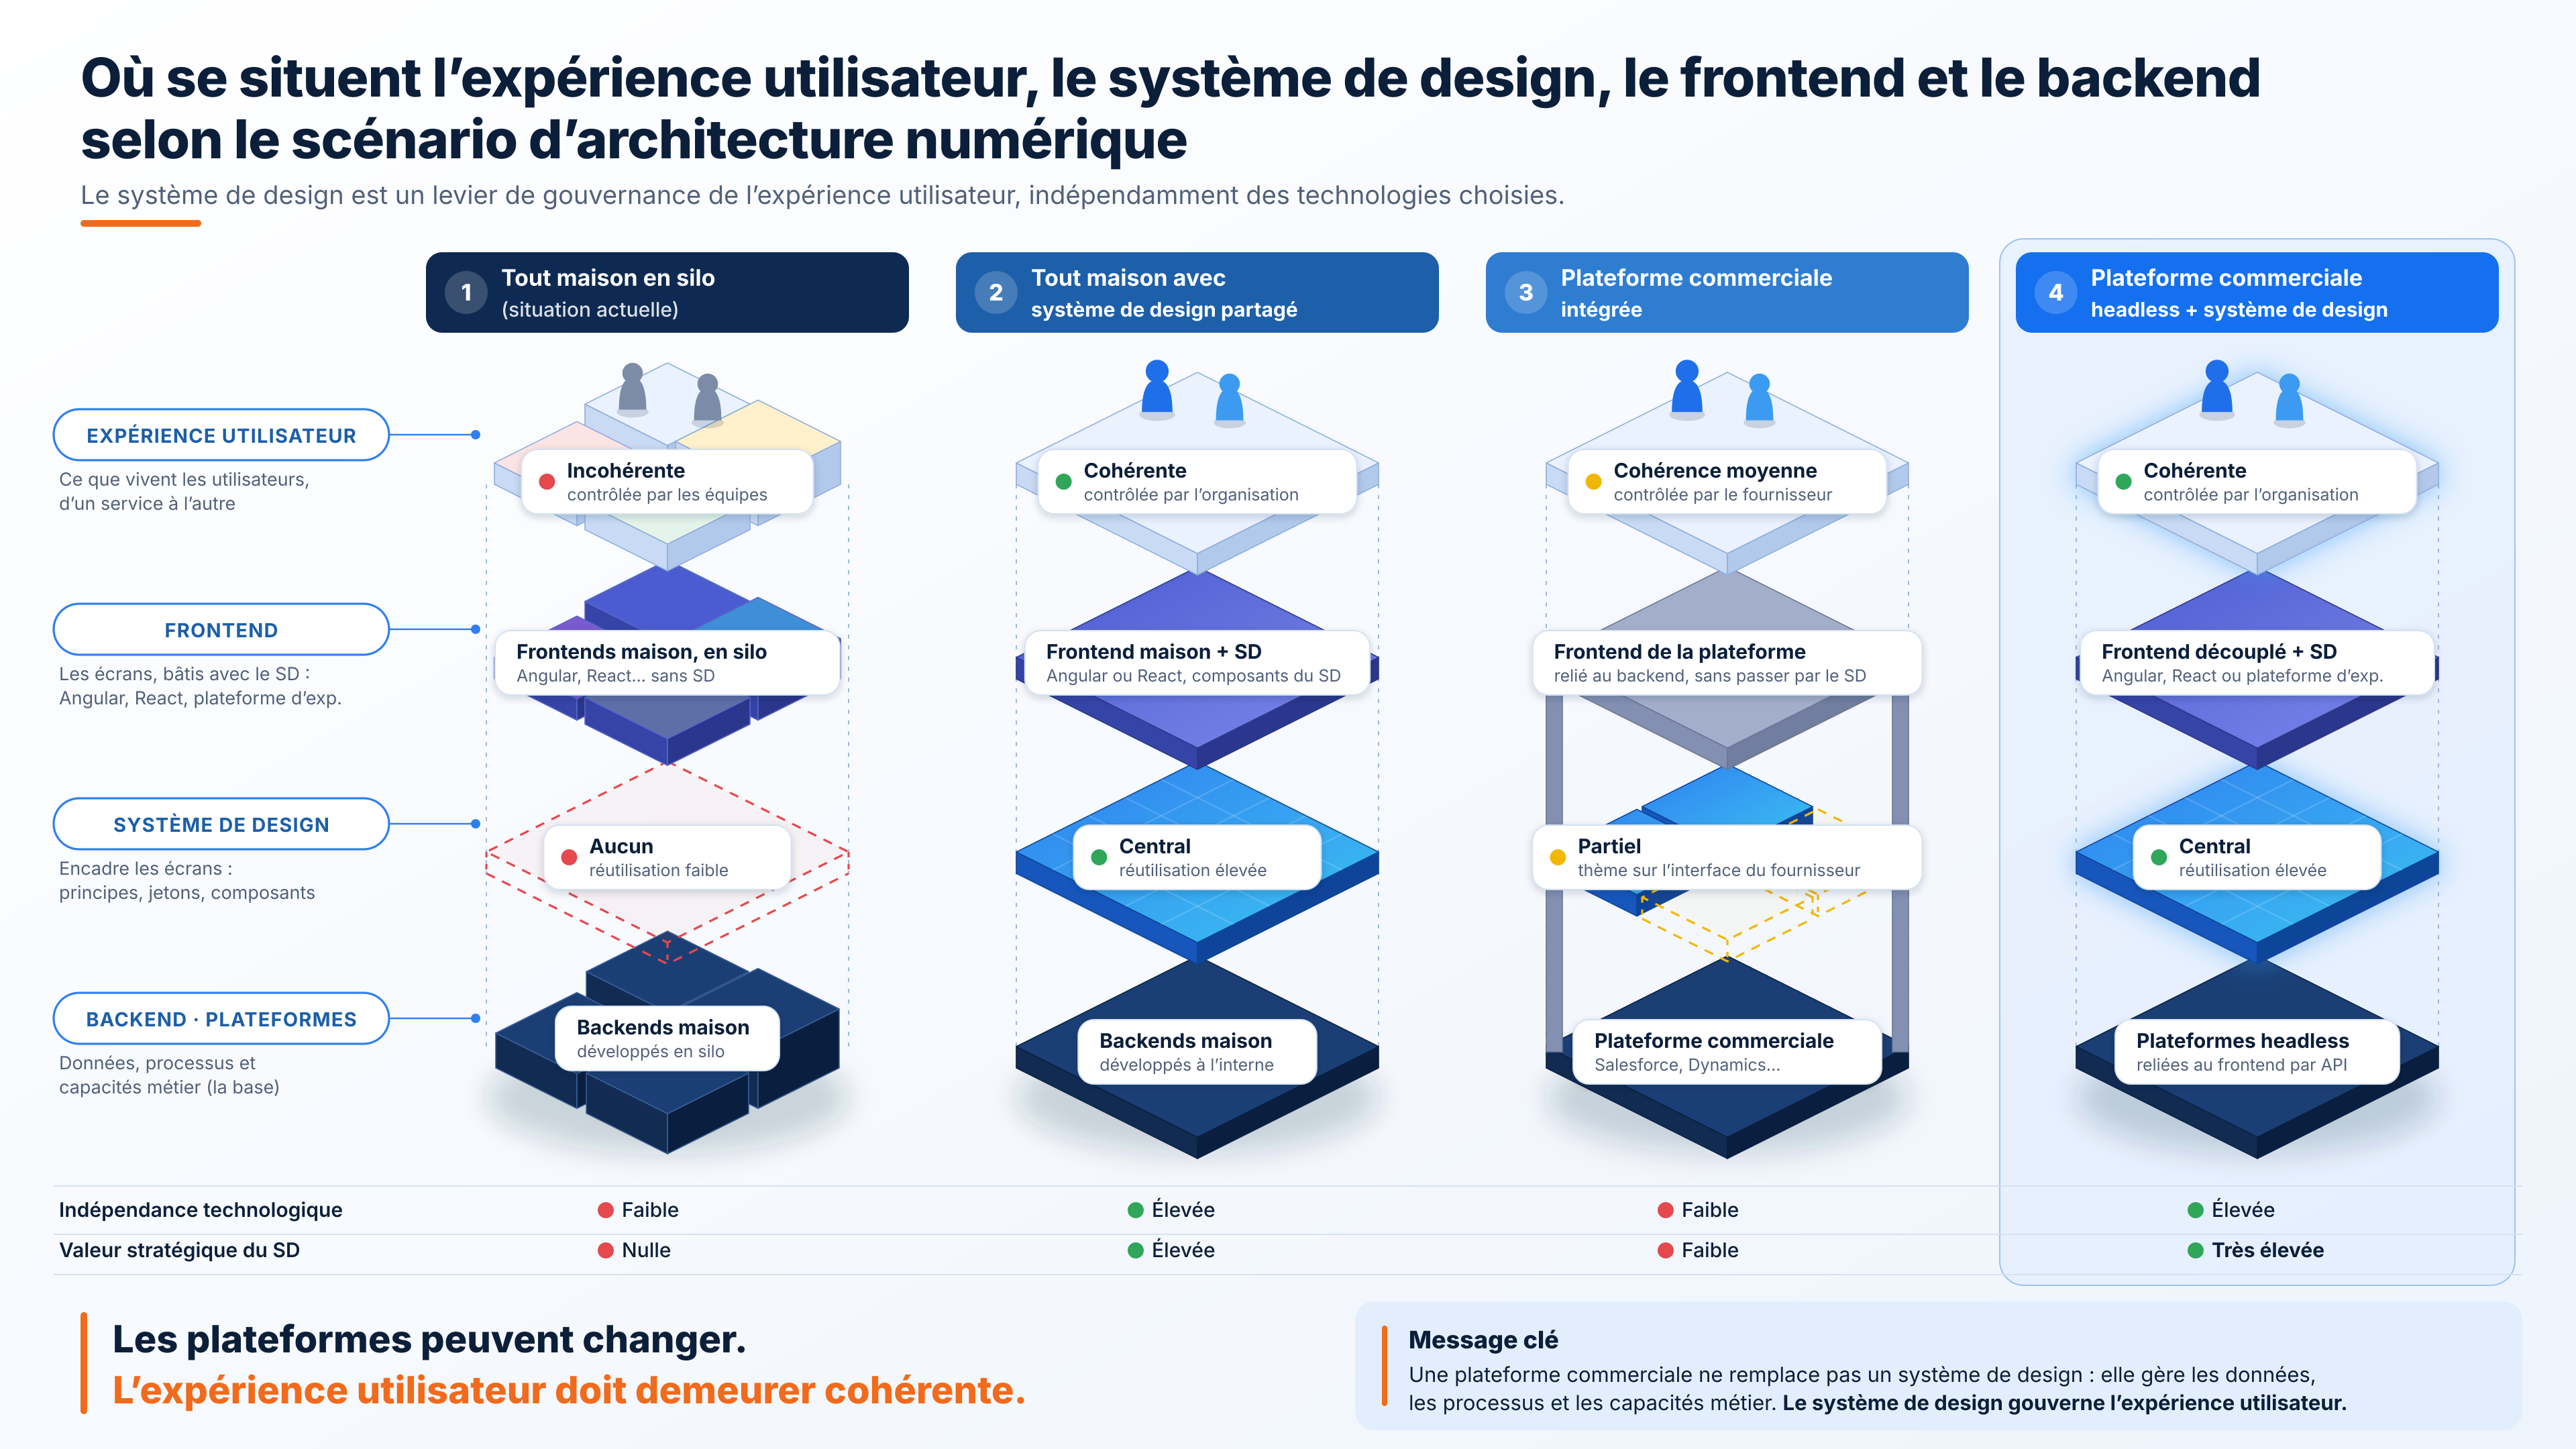 Où se situent l’expérience utilisateur, le système de design, le frontend et le backend
selon le scénario d’architecture numérique
Le système de design est un levier de gouvernance de l’expérience utilisateur, indépendamment des technologies choisies.
1
Tout maison en silo
(situation actuelle)
2
Tout maison avec
système de design partagé
3
Plateforme commerciale
intégrée
4
Plateforme commerciale
headless + système de design
EXPÉRIENCE UTILISATEUR
Ce que vivent les utilisateurs,
d’un service à l’autre
Incohérente
contrôlée par les équipes
Cohérente
contrôlée par l’organisation
Cohérence moyenne
contrôlée par le fournisseur
Cohérente
contrôlée par l’organisation
FRONTEND
Les écrans, bâtis avec le SD :
Angular, React, plateforme d’exp.
Frontends maison, en silo
Angular, React… sans SD
Frontend maison + SD
Angular ou React, composants du SD
Frontend de la plateforme
relié au backend, sans passer par le SD
Frontend découplé + SD
Angular, React ou plateforme d’exp.
SYSTÈME DE DESIGN
Encadre les écrans :
principes, jetons, composants
Aucun
réutilisation faible
Central
réutilisation élevée
Partiel
thème sur l’interface du fournisseur
Central
réutilisation élevée
BACKEND · PLATEFORMES
Données, processus et
capacités métier (la base)
Backends maison
développés en silo
Backends maison
développés à l’interne
Plateforme commerciale
Salesforce, Dynamics…
Plateformes headless
reliées au frontend par API
Indépendance technologique
Faible
Élevée
Faible
Élevée
Valeur stratégique du SD
Nulle
Élevée
Faible
Très élevée
Les plateformes peuvent changer.
L’expérience utilisateur doit demeurer cohérente.
Message clé
Une plateforme commerciale ne remplace pas un système de design : elle gère les données,
les processus et les capacités métier. Le système de design gouverne l’expérience utilisateur.